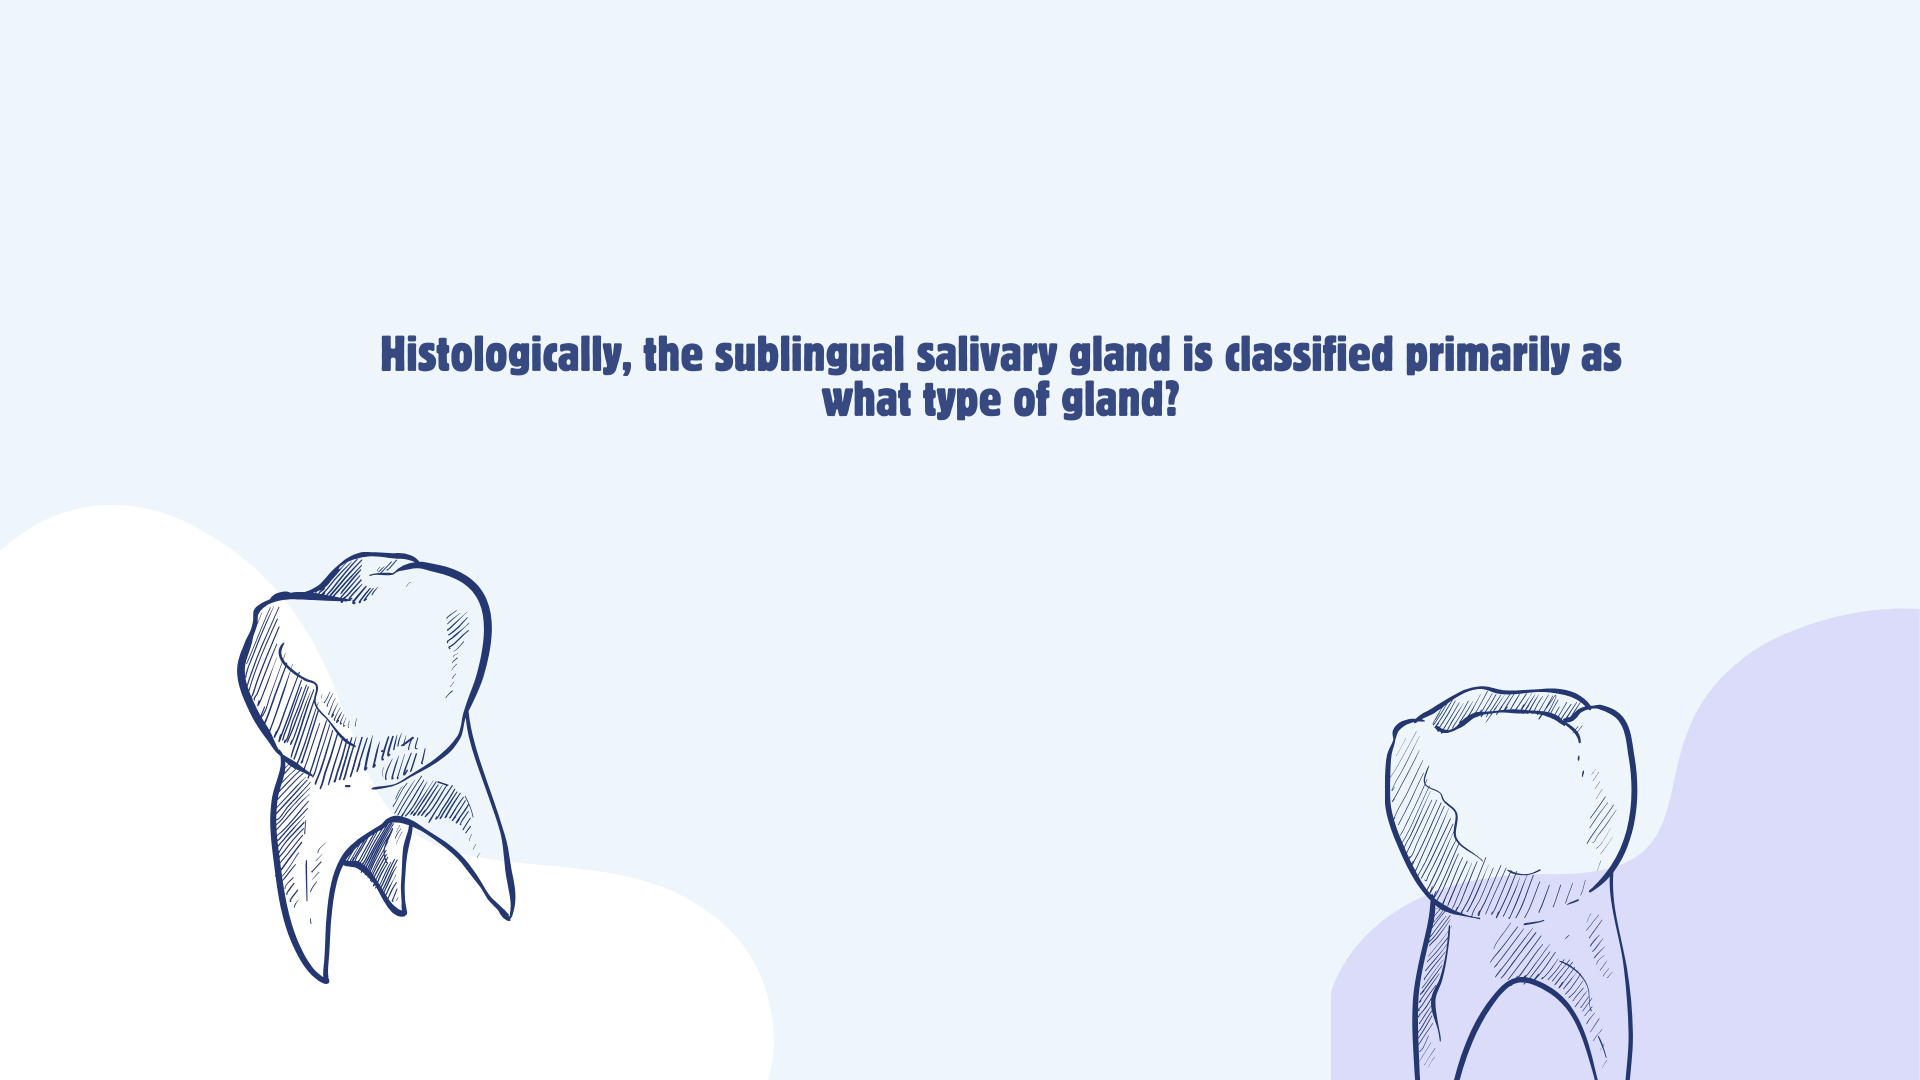 Histologically, the sublingual salivary gland is classified primarily as
what type of gland?